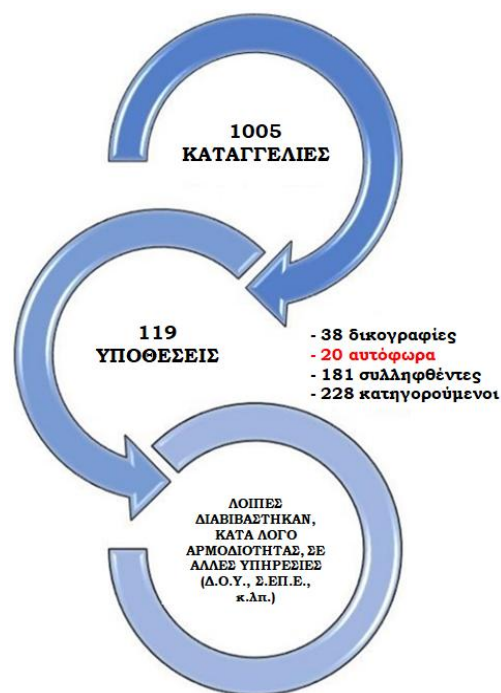 1005
ΚΑΤΑΓΓΕΛΙΕΣ
119
ΥΠΟΘΕΣΕΙΣ
- 38 δικογραφίες
- 20 αυτόφωρα
- 181 συλληφθέντες
- 228 κατηγορούμενοι
ΛΟΙΠΕΣ
ΔΙΑΒΙΒΑΣΤΗΚΑΝ,
ΚΑΤΑ ΛΟΓΟ
ΑΡΜΟΔΙΟΤΗΤΑΣ, ΣΕ
ΑΛΛΕΣ ΥΠΗΡΕΣΙΕΣ
(Δ.Ο.Υ., Σ.ΕΠ.Ε.,
κ.λπ.)